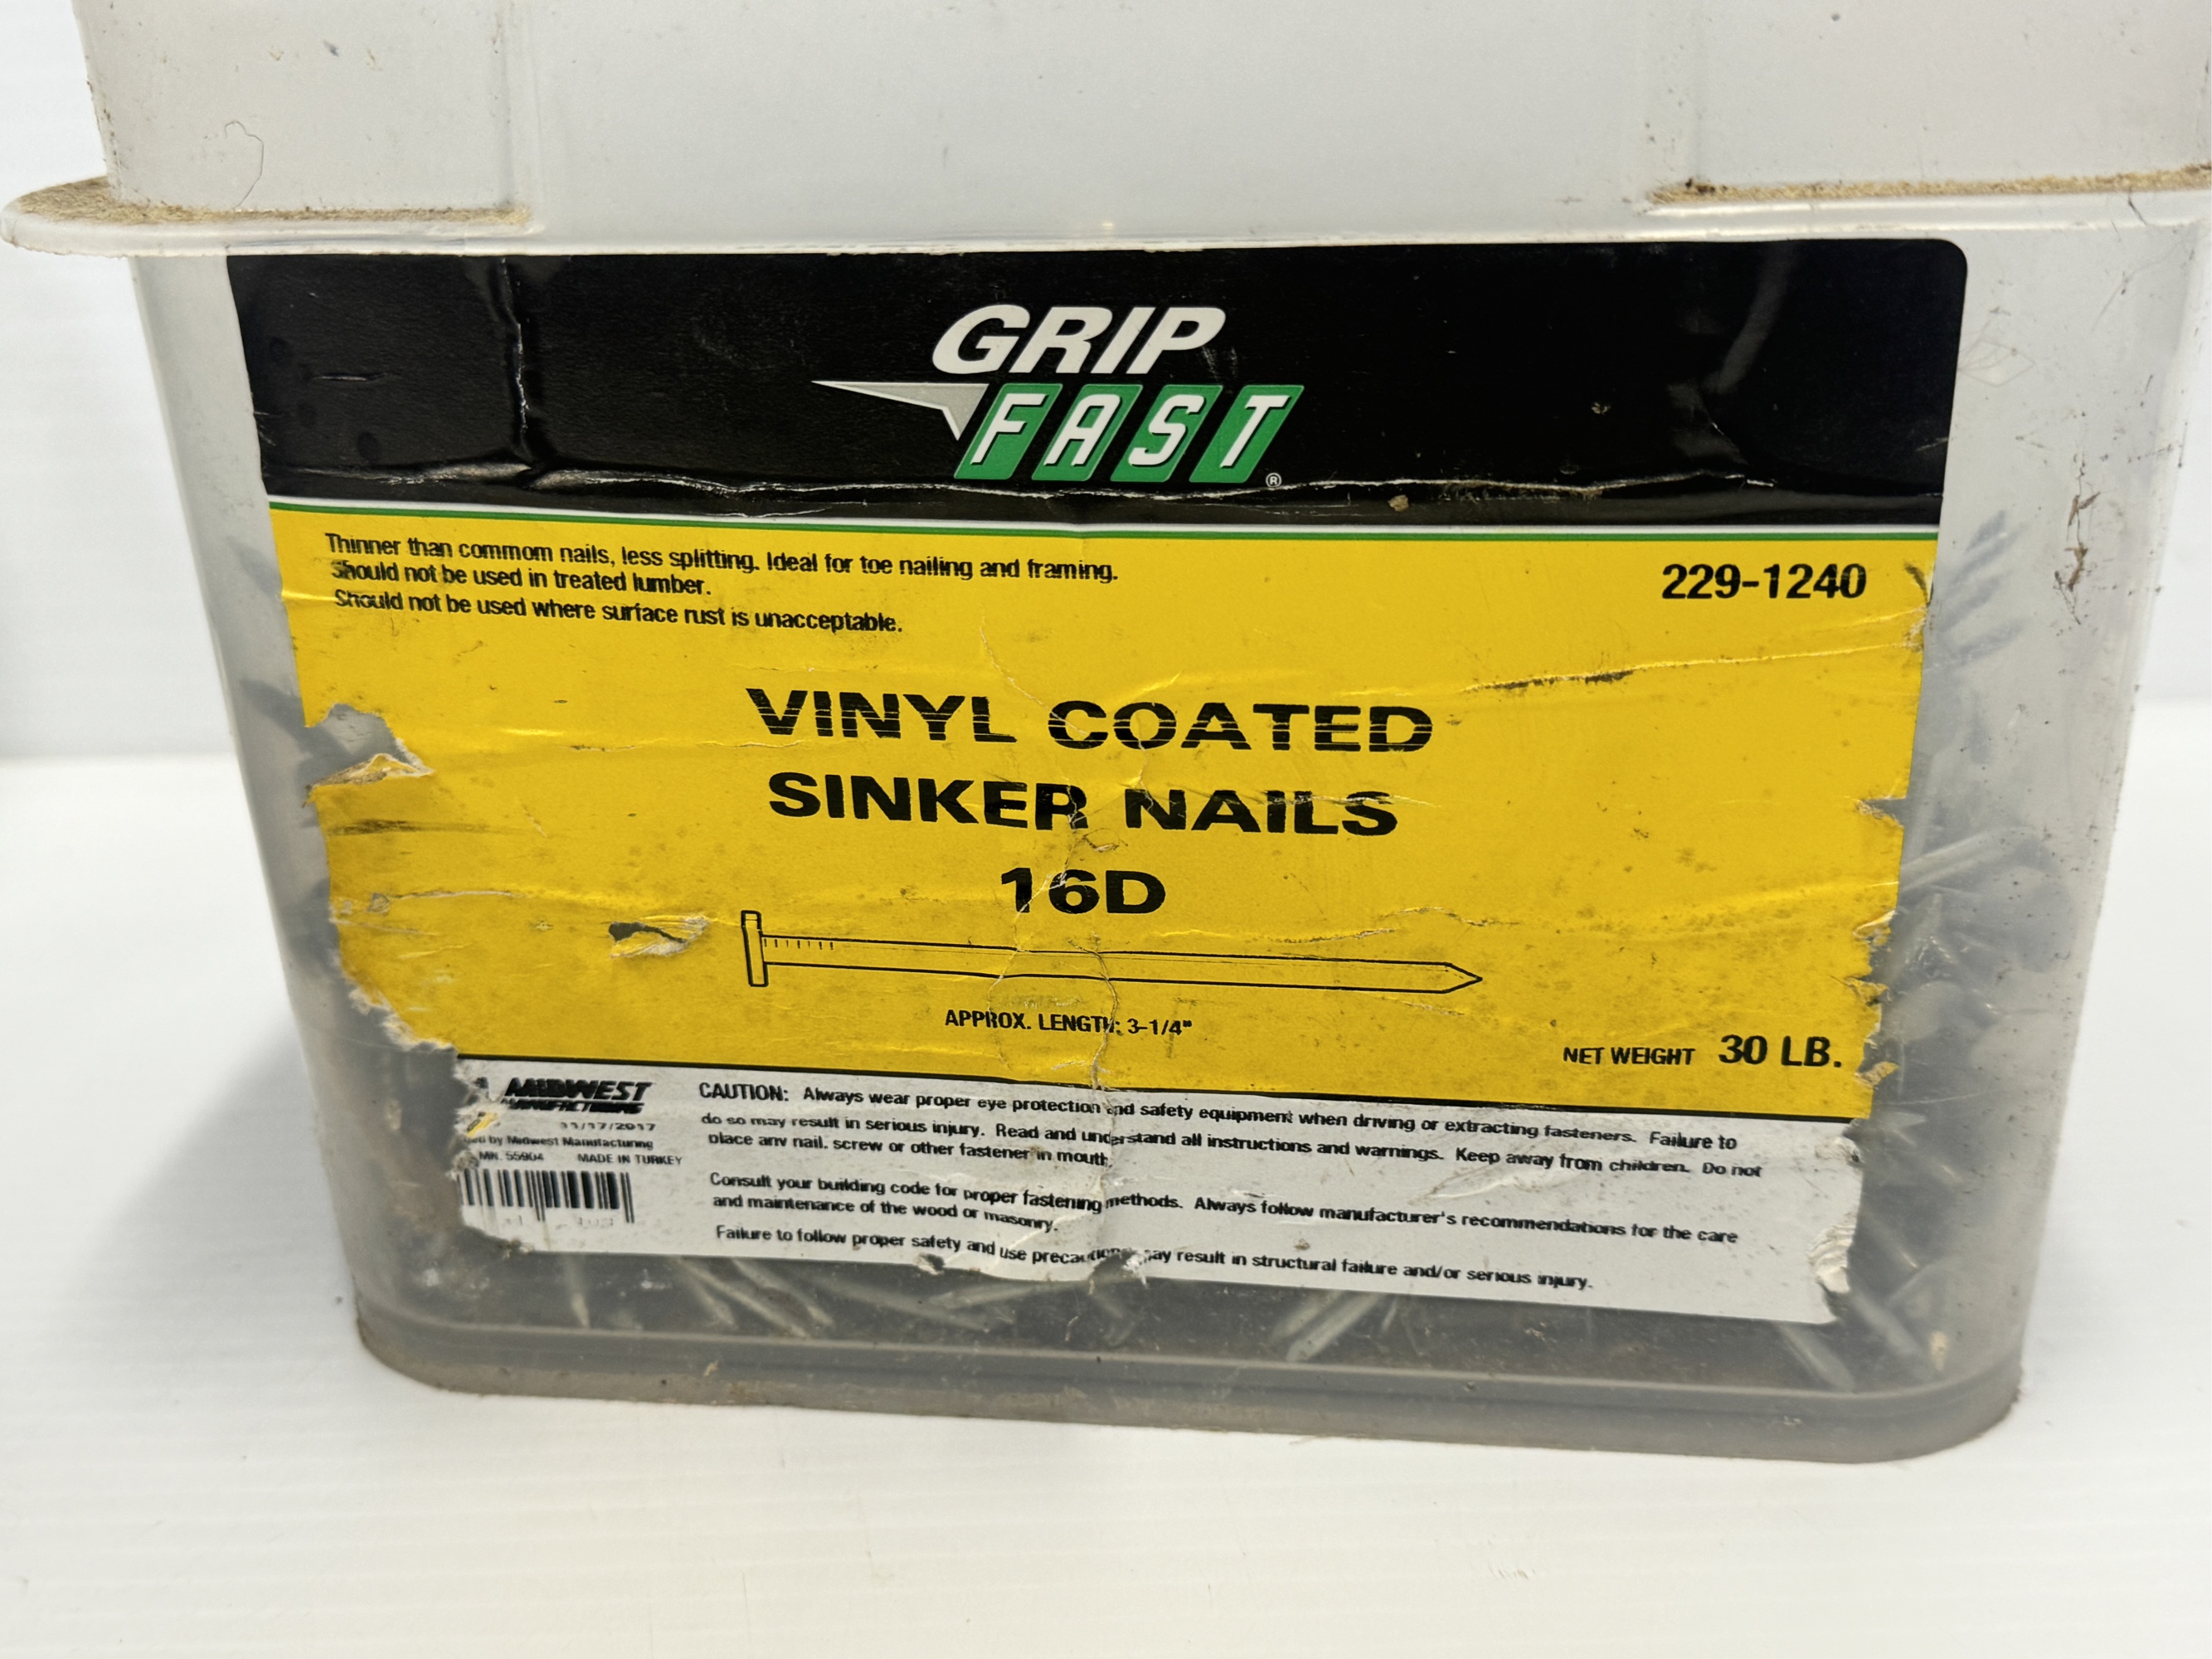 GRIP
FAST®
Thinner than commom nails, less splitting. Ideal for toe nailing and framing.
Should not be used in treated lumber.
Should not be used where surface rust is unacceptable.
229-1240
VINYL COATED
SINKER NAILS
16D
APPROX. LENGTH: 3-1/4"
NET WEIGHT 30 LB.
MIDWEST
MANUFACTURING
11/17/2017
by Midwest Manufacturing
MN. 55904 MADE IN TURKEY
CAUTION: Always wear proper eye protection and safety equipment when driving or extracting fasteners. Failure to
do so may result in serious injury. Read and understand all instructions and warnings. Keep away from children. Do not
place any nail, screw or other fastener in mouth.
Consult your building code for proper fastening methods. Always follow manufacturer's recommendations for the care
and maintenance of the wood or masonry.
Failure to follow proper safety and use precautions may result in structural failure and/or serious injury.